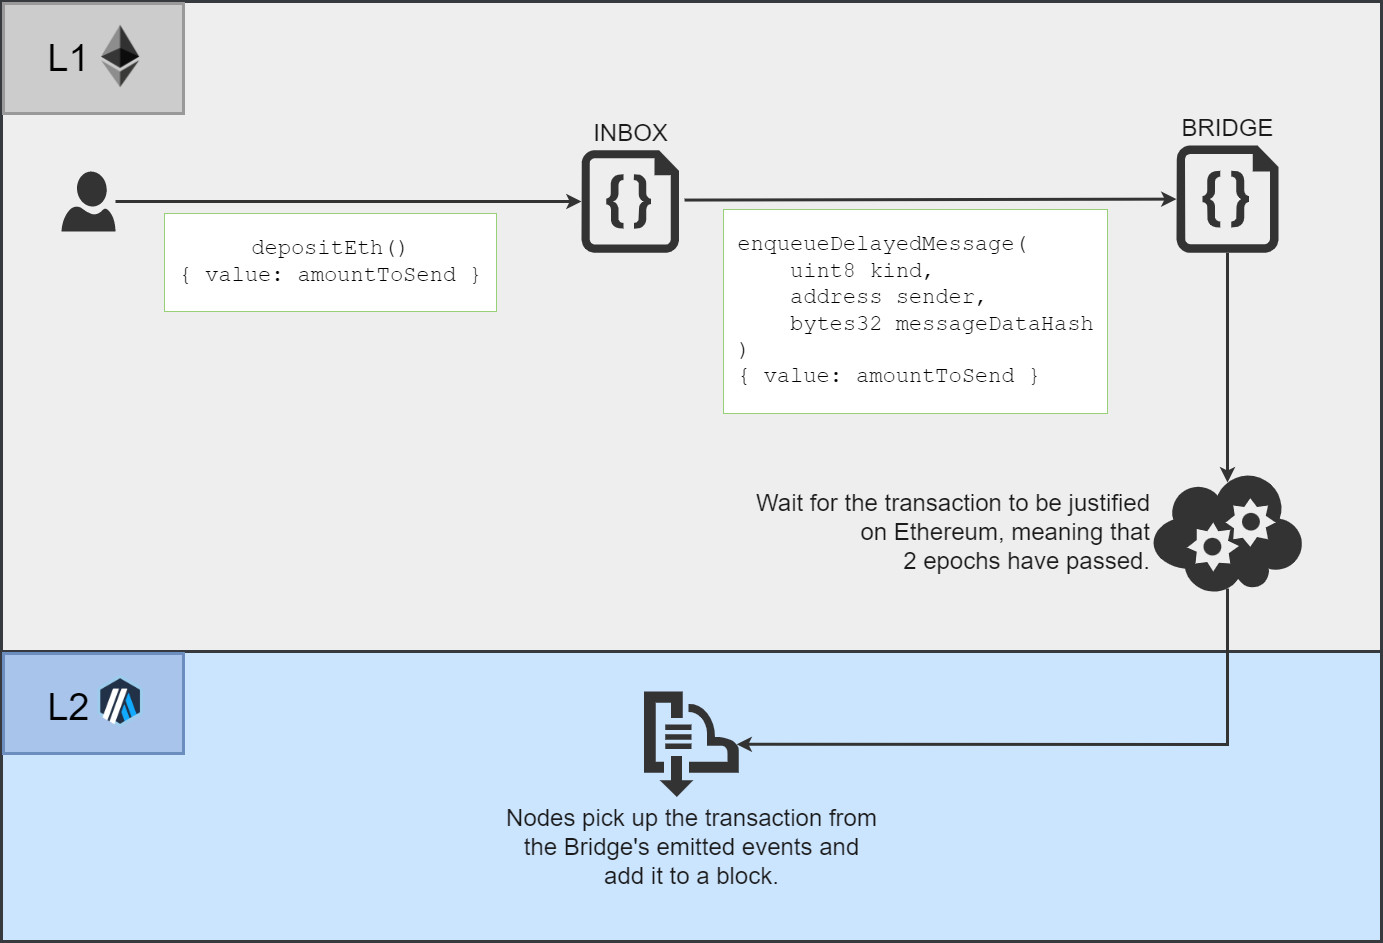 L1
INBOX
BRIDGE
depositEth()
{ value: amountToSend }
enqueueDelayedMessage(
    uint8 kind,
    address sender,
    bytes32 messageDataHash
)
{ value: amountToSend }
Wait for the transaction to be justified
on Ethereum, meaning that
2 epochs have passed.
L2
Nodes pick up the transaction from
the Bridge's emitted events and
add it to a block.